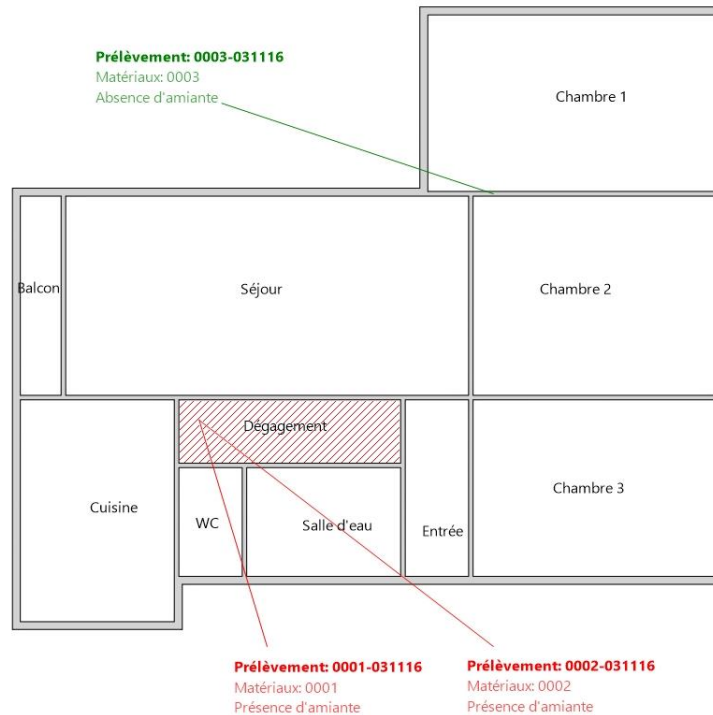 Prélèvement: 0003-031116
Matériaux: 0003
Absence d'amiante
Chambre 1
Balcon
Séjour
Chambre 2
Dégagement
Cuisine
WC
Salle d'eau
Entrée
Chambre 3
Prélèvement: 0001-031116
Matériaux: 0001
Présence d'amiante
Prélèvement: 0002-031116
Matériaux: 0002
Présence d'amiante